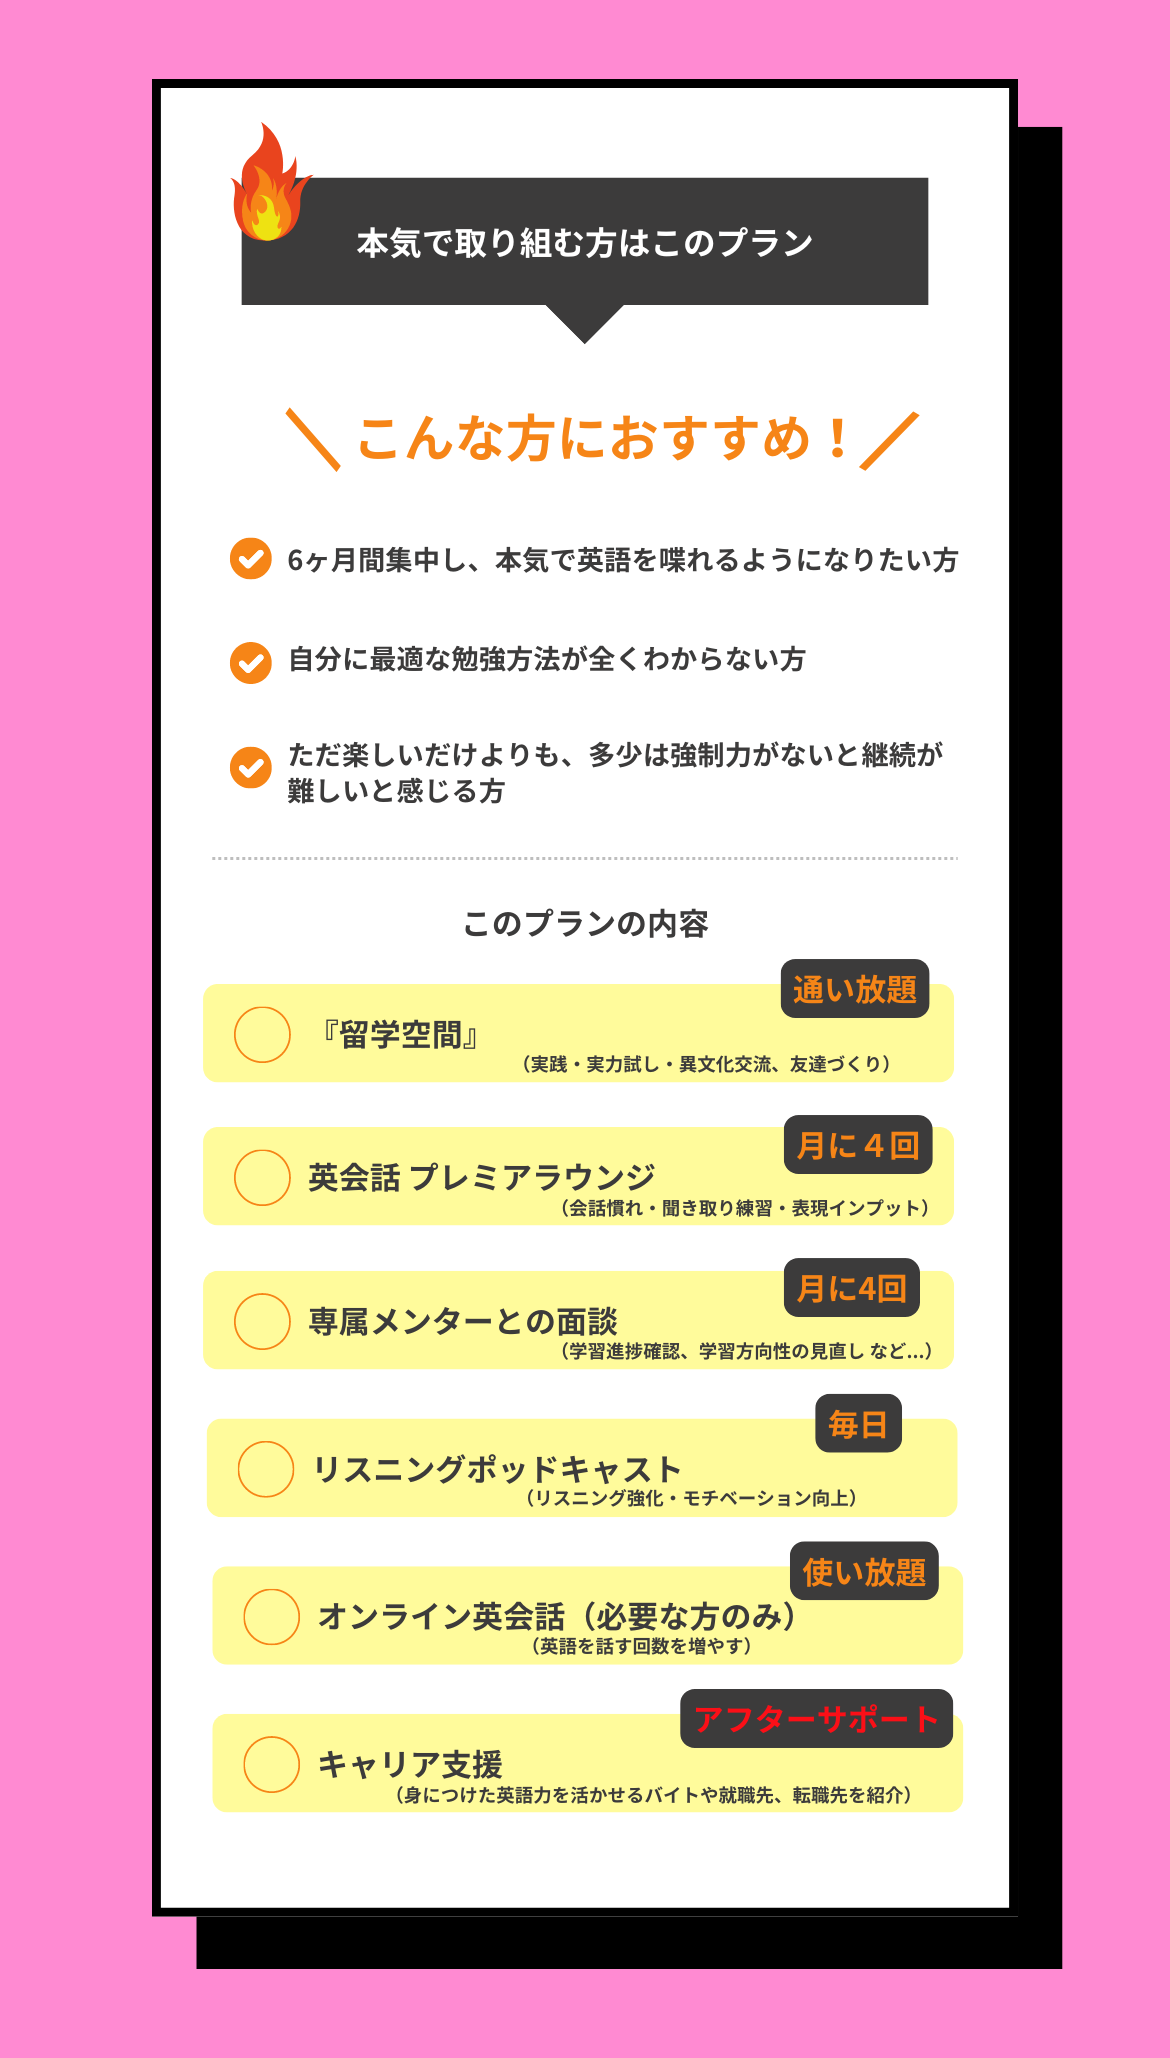 本気で取り組む方はこのプラン
＼こんな方におすすめ！／
6ヶ月間集中し、本気で英語を喋れるようになりたい方
自分に最適な勉強方法が全くわからない方
ただ楽しいだけよりも、多少は強制力がないと継続が
難しいと感じる方
このプランの内容
通い放題
『留学空間』
（実践・実力試し・異文化交流、友達づくり）
月に４回
英会話 プレミアラウンジ
（会話慣れ・聞き取り練習・表現インプット）
月に4回
専属メンターとの面談
（学習進捗確認、学習方向性の見直し など...）
毎日
リスニングポッドキャスト
（リスニング強化・モチベーション向上）
使い放題
オンライン英会話（必要な方のみ）
（英語を話す回数を増やす）
アフターサポート
キャリア支援
（身につけた英語力を活かせるバイトや就職先、転職先を紹介）